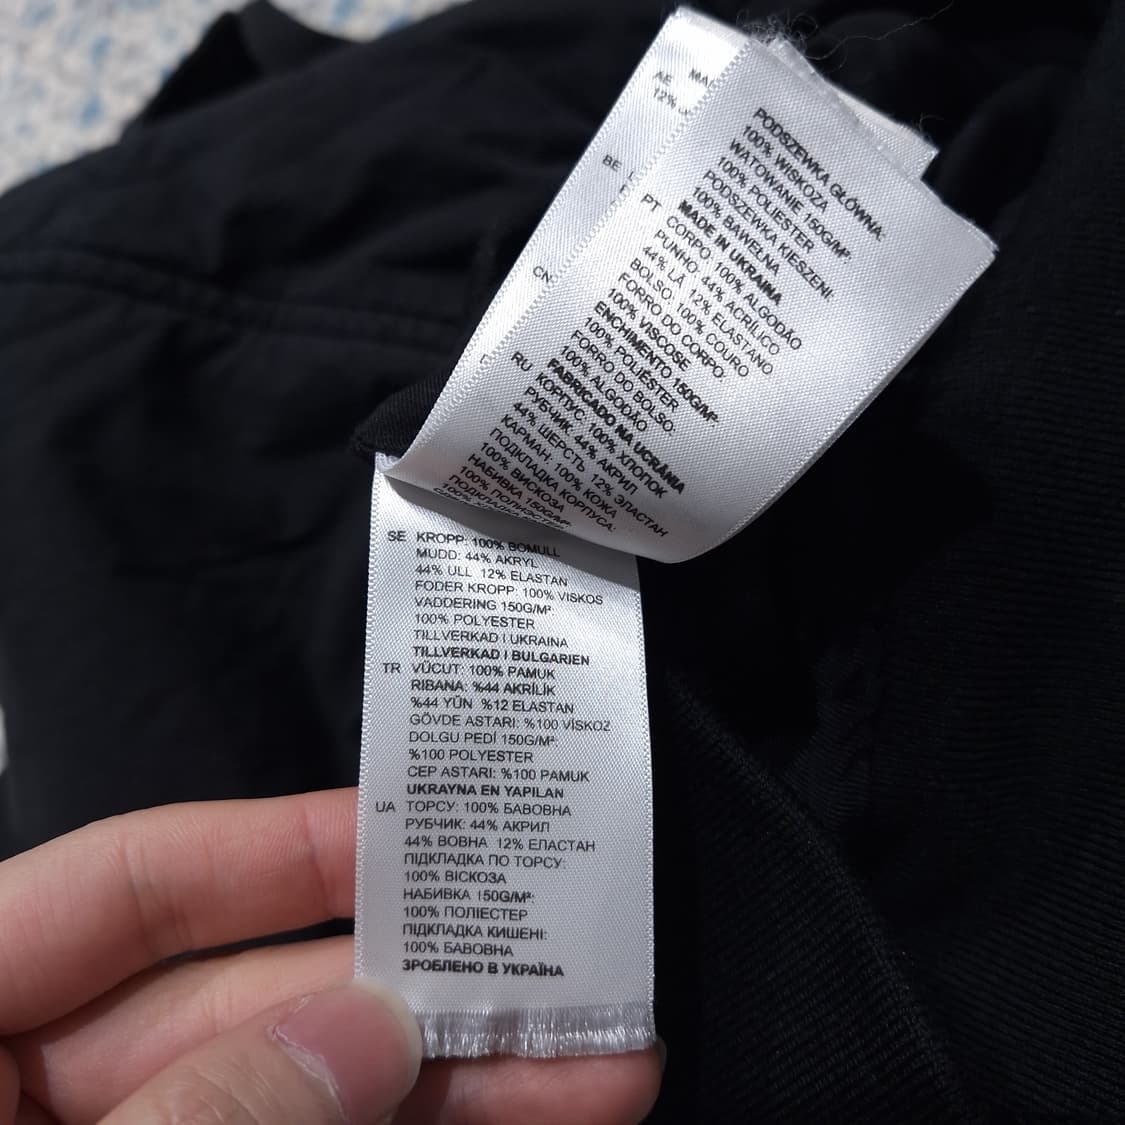 MA
AE
12%
BE
CN
PODSZEWKA GŁÓWNA:
100% WISKOZA
WATOWANIE 150G/M²
100% POLIESTER
PODSZEWKA KIESZENI:
100% BAWEŁNA
MADE IN UKRAINA
PT CORPO: 100% ALGODÃO
PUNHO: 44% ACRÍLICO
44% LÃ 12% ELASTANO
BOLSO: 100% COURO
FORRO DO CORPO:
100% VISCOSE
ENCHIMENTO 150G/M²
100% POLIESTER
FORRO DO BOLSO:
100% ALGODÃO
FABRICADO NA UCRÂNIA
RU КОРПУС: 100% ХЛОПОК
РУБЧИК: 44% АКРИЛ
44% ШЕРСТЬ 12% ЭЛАСТАН
КАРМАН: 100% КОЖА
ПОДКЛАДКА КОРПУСА:
100% ВИСКОЗА
НАБИВКА 150G/M²:
100% ПОЛИЭСТЕР
SE KROPP: 100% BOMULL
MUDD: 44% AKRYL
44% ULL 12% ELASTAN
FODER KROPP: 100% VISKOS
VADDERING 150G/M²:
100% POLYESTER
TILLVERKAD I UKRAINA
TILLVERKAD I BULGARIEN
TR VÜCUT: 100% PAMUK
RIBANA: %44 AKRİLİK
%44 YÜN %12 ELASTAN
GÖVDE ASTARI: %100 VİSKOZ
DOLGU PEDİ 150G/M²:
%100 POLYESTER
CEP ASTARI: %100 PAMUK
UKRAYNA EN YAPILAN
UA ТОРСУ: 100% БАВОВНА
РУБЧИК: 44% АКРИЛ
44% ВОВНА 12% ЕЛАСТАН
ПІДКЛАДКА ПО ТОРСУ:
100% ВІСКОЗА
НАБИВКА 150G/M²:
100% ПОЛІЕСТЕР
ПІДКЛАДКА КИШЕНІ:
100% БАВОВНА
ЗРОБЛЕНО В УКРАЇНА